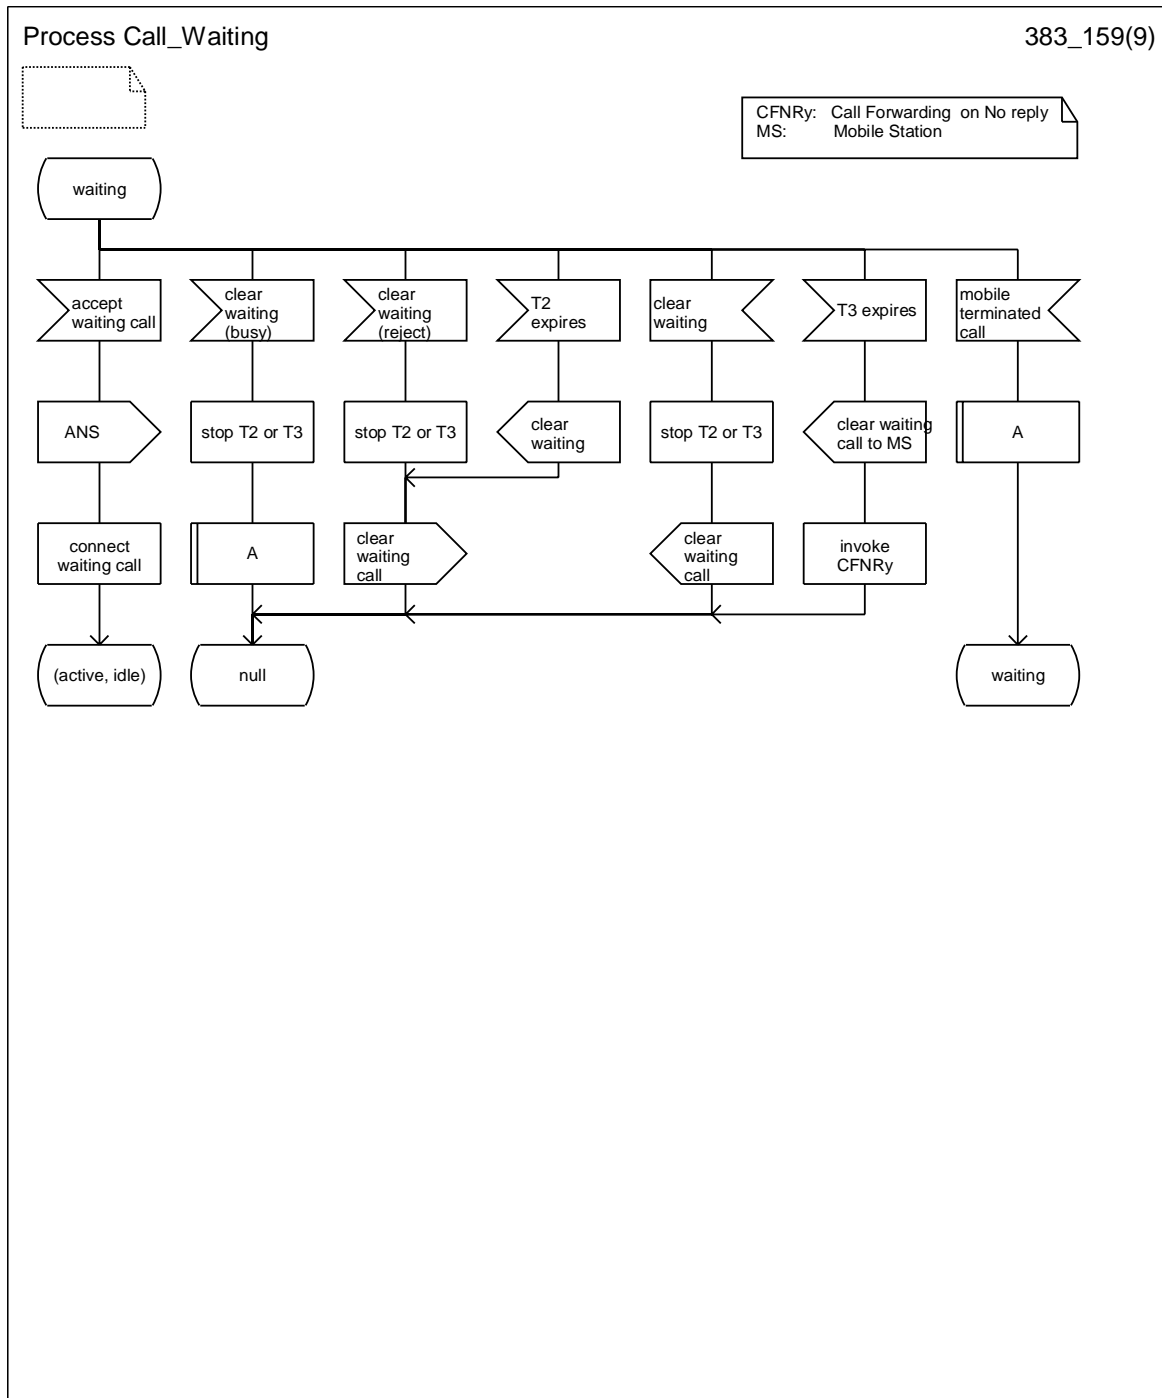 Process Call_Waiting
383_159(9)
CFNRy: Call Forwarding on No reply
MS: Mobile Station
waiting
accept
waiting call
clear
waiting
(busy)
clear
waiting
(reject)
T2
expires
clear
waiting
T3 expires
mobile
terminated
call
ANS
stop T2 or T3
stop T2 or T3
clear
waiting
stop T2 or T3
clear waiting
call to MS
A
connect
waiting call
A
clear
waiting
call
clear
waiting
call
invoke
CFNRy
(active, idle)
null
waiting